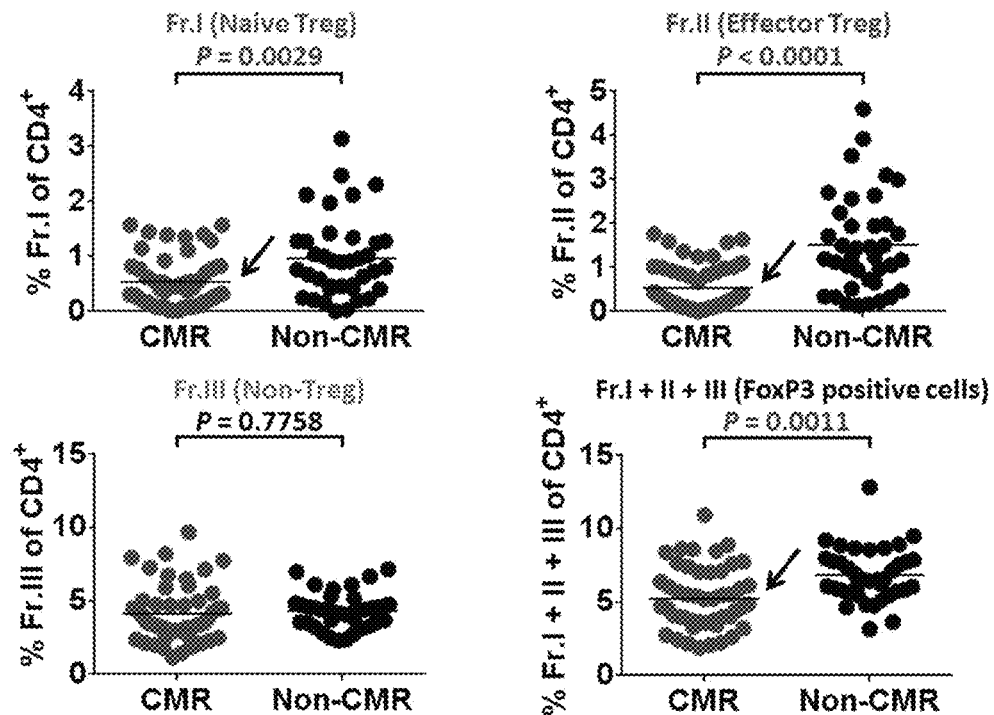 Fr.I (Naive Treg)
P = 0.0029
% Fr.I of CD4+
4
3
2
1
0
CMR
Non-CMR
Fr.II (Effector Treg)
P < 0.0001
% Fr.II of CD4+
5
4
3
2
1
0
CMR
Non-CMR
Fr.III (Non-Treg)
P = 0.7758
% Fr.III of CD4+
15
10
5
0
CMR
Non-CMR
Fr.I + II + III (FoxP3 positive cells)
P = 0.0011
% Fr.I + II + III of CD4+
15
10
5
0
CMR
Non-CMR